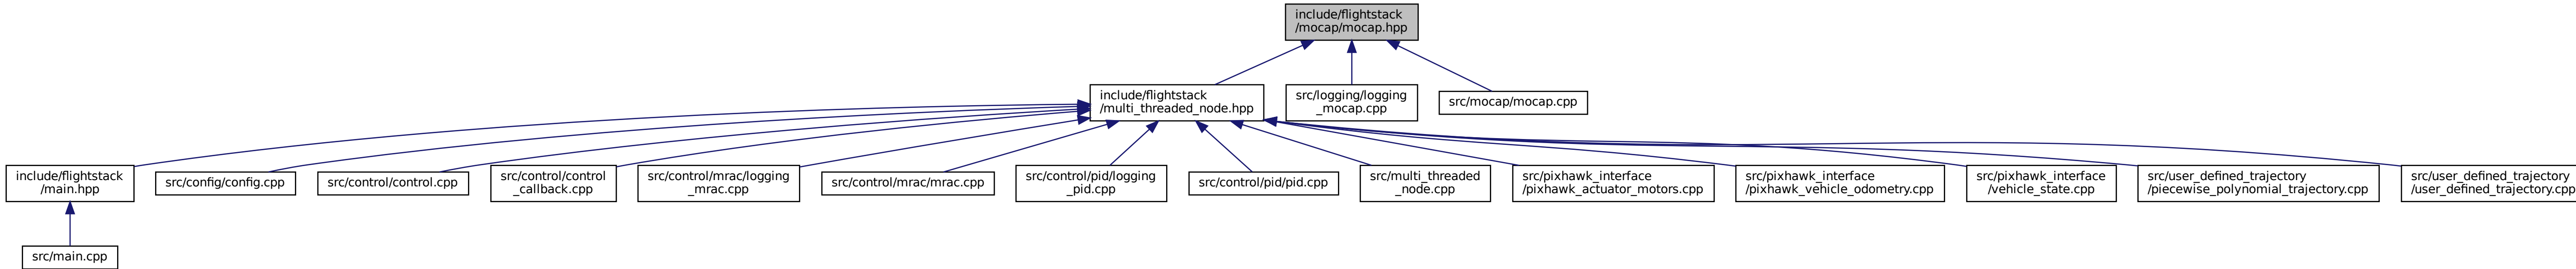 include/flightstack
/mocap/mocap.hpp
include/flightstack
/multi_threaded_node.hpp
src/logging/logging
_mocap.cpp
src/mocap/mocap.cpp
include/flightstack
/main.hpp
src/config/config.cpp
src/control/control.cpp
src/control/control
_callback.cpp
src/control/mrac/logging
_mrac.cpp
src/control/mrac/mrac.cpp
src/control/pid/logging
_pid.cpp
src/control/pid/pid.cpp
src/multi_threaded
_node.cpp
src/pixhawk_interface
/pixhawk_actuator_motors.cpp
src/pixhawk_interface
/pixhawk_vehicle_odometry.cpp
src/pixhawk_interface
/vehicle_state.cpp
src/user_defined_trajectory
/piecewise_polynomial_trajectory.cpp
src/user_defined_trajectory
/user_defined_trajectory.cpp
src/main.cpp